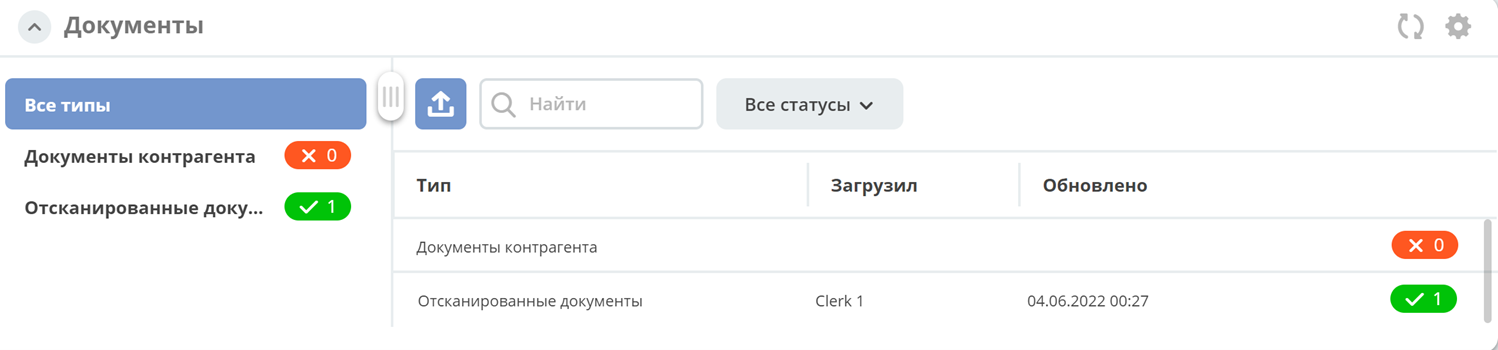 Документы
Все типы
Найти
Все статусы
Документы контрагента 0
Отсканированные доку... 1
Тип Загрузил Обновлено
Документы контрагента 0
Отсканированные документы Clerk 1 04.06.2022 00:27 1